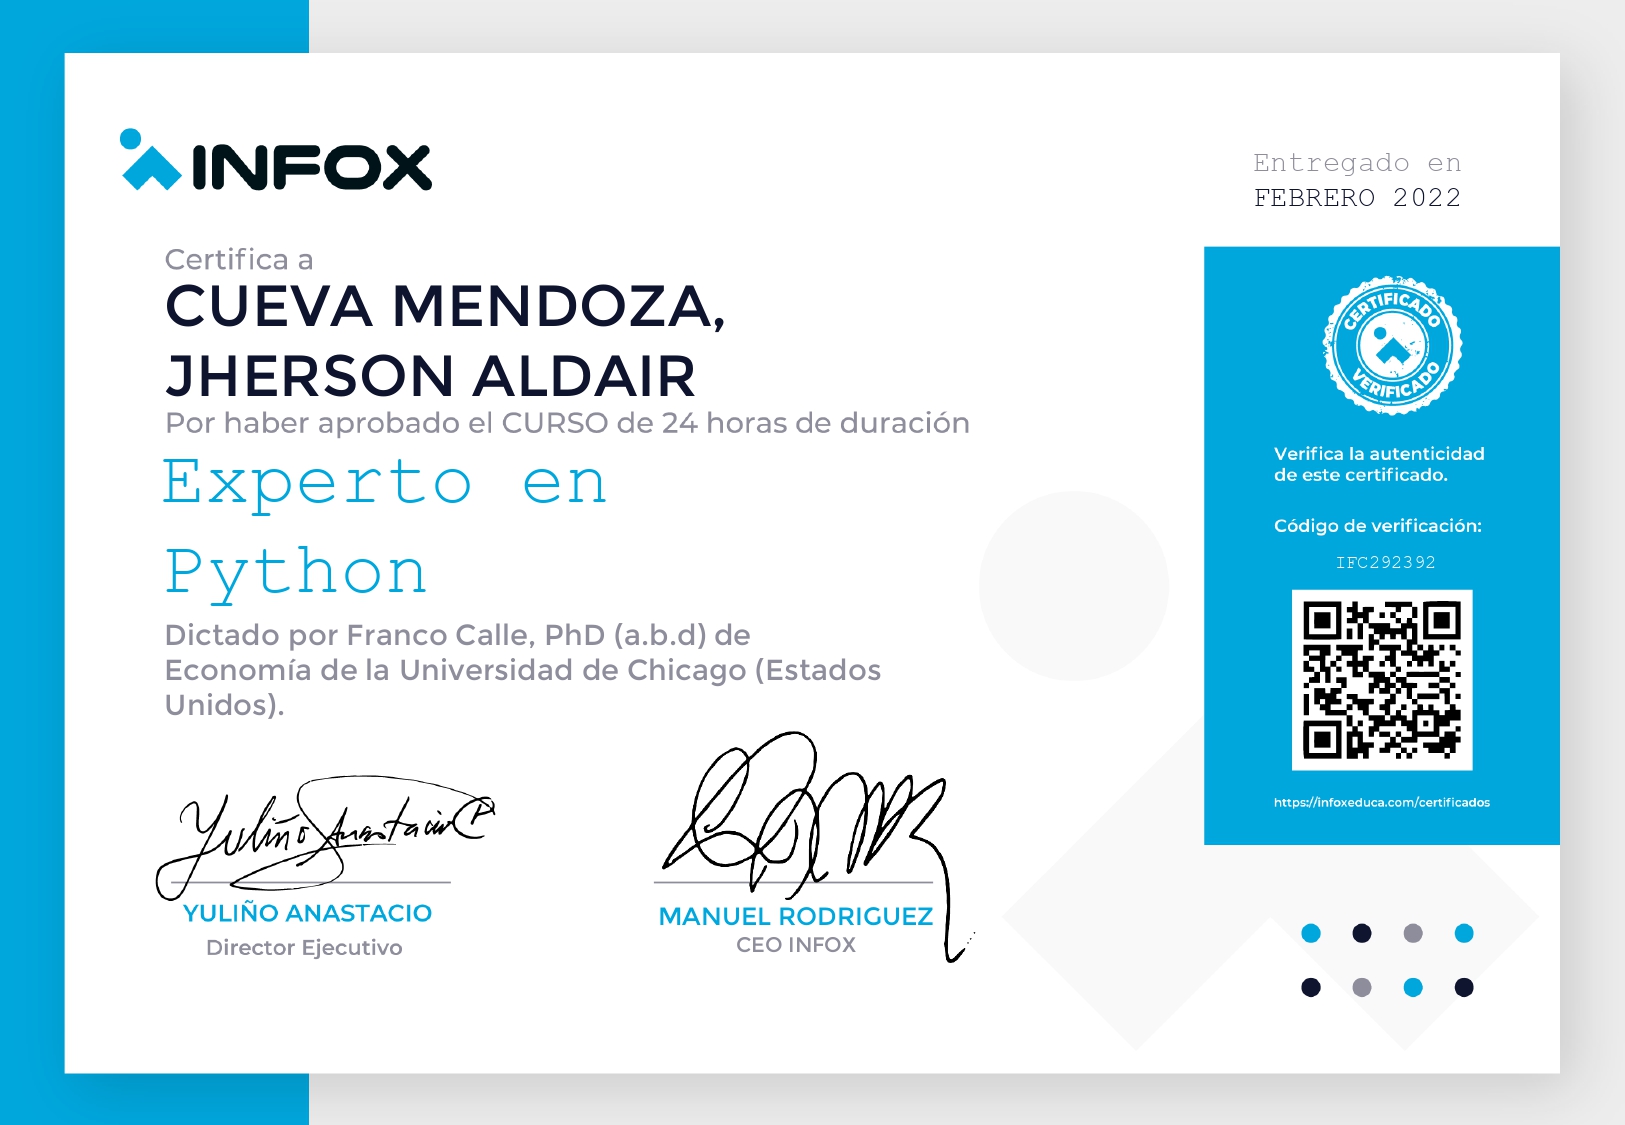 INFOX
Entregado en
FEBRERO 2022
Certifica a
CUEVA MENDOZA,
JHERSON ALDAIR
Por haber aprobado el CURSO de 24 horas de duración
Experto en
Python
Dictado por Franco Calle, PhD (a.b.d) de
Economía de la Universidad de Chicago (Estados
Unidos).
CERTIFICADO
VERIFICADO
Verifica la autenticidad
de este certificado.
Código de verificación:
IFC292392
https://infoxeduca.com/certificados
Yuliño Anastacio
YULIÑO ANASTACIO
Director Ejecutivo
MANUEL RODRIGUEZ
CEO INFOX